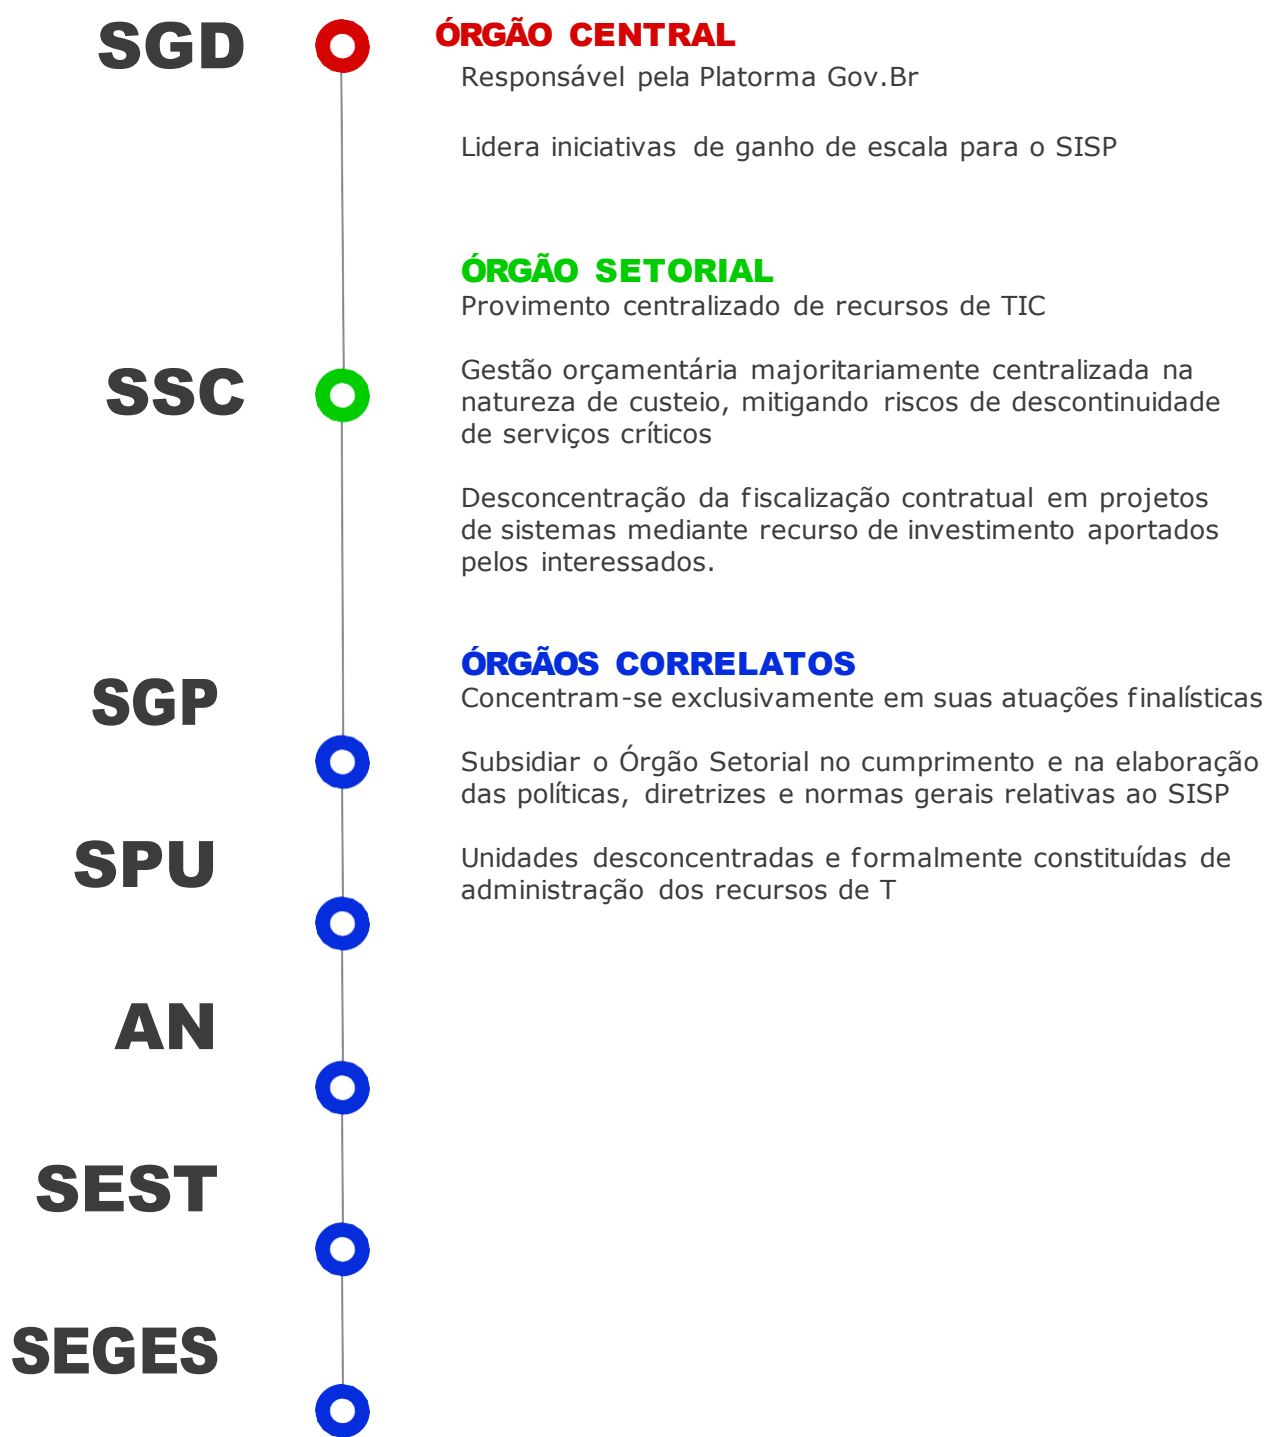 SGD
ÓRGÃO CENTRAL
Responsável pela Platorma Gov.Br
Lidera iniciativas de ganho de escala para o SISP
SSC
ÓRGÃO SETORIAL
Provimento centralizado de recursos de TIC
Gestão orçamentária majoritariamente centralizada na
natureza de custeio, mitigando riscos de descontinuidade
de serviços críticos
Desconcentração da fiscalização contratual em projetos
de sistemas mediante recurso de investimento aportados
pelos interessados.
ÓRGÃOS CORRELATOS
Concentram-se exclusivamente em suas atuações finalísticas
Subsidiar o Órgão Setorial no cumprimento e na elaboração
das políticas, diretrizes e normas gerais relativas ao SISP
Unidades desconcentradas e formalmente constituídas de
administração dos recursos de T
SGP
SPU
AN
SEST
SEGES